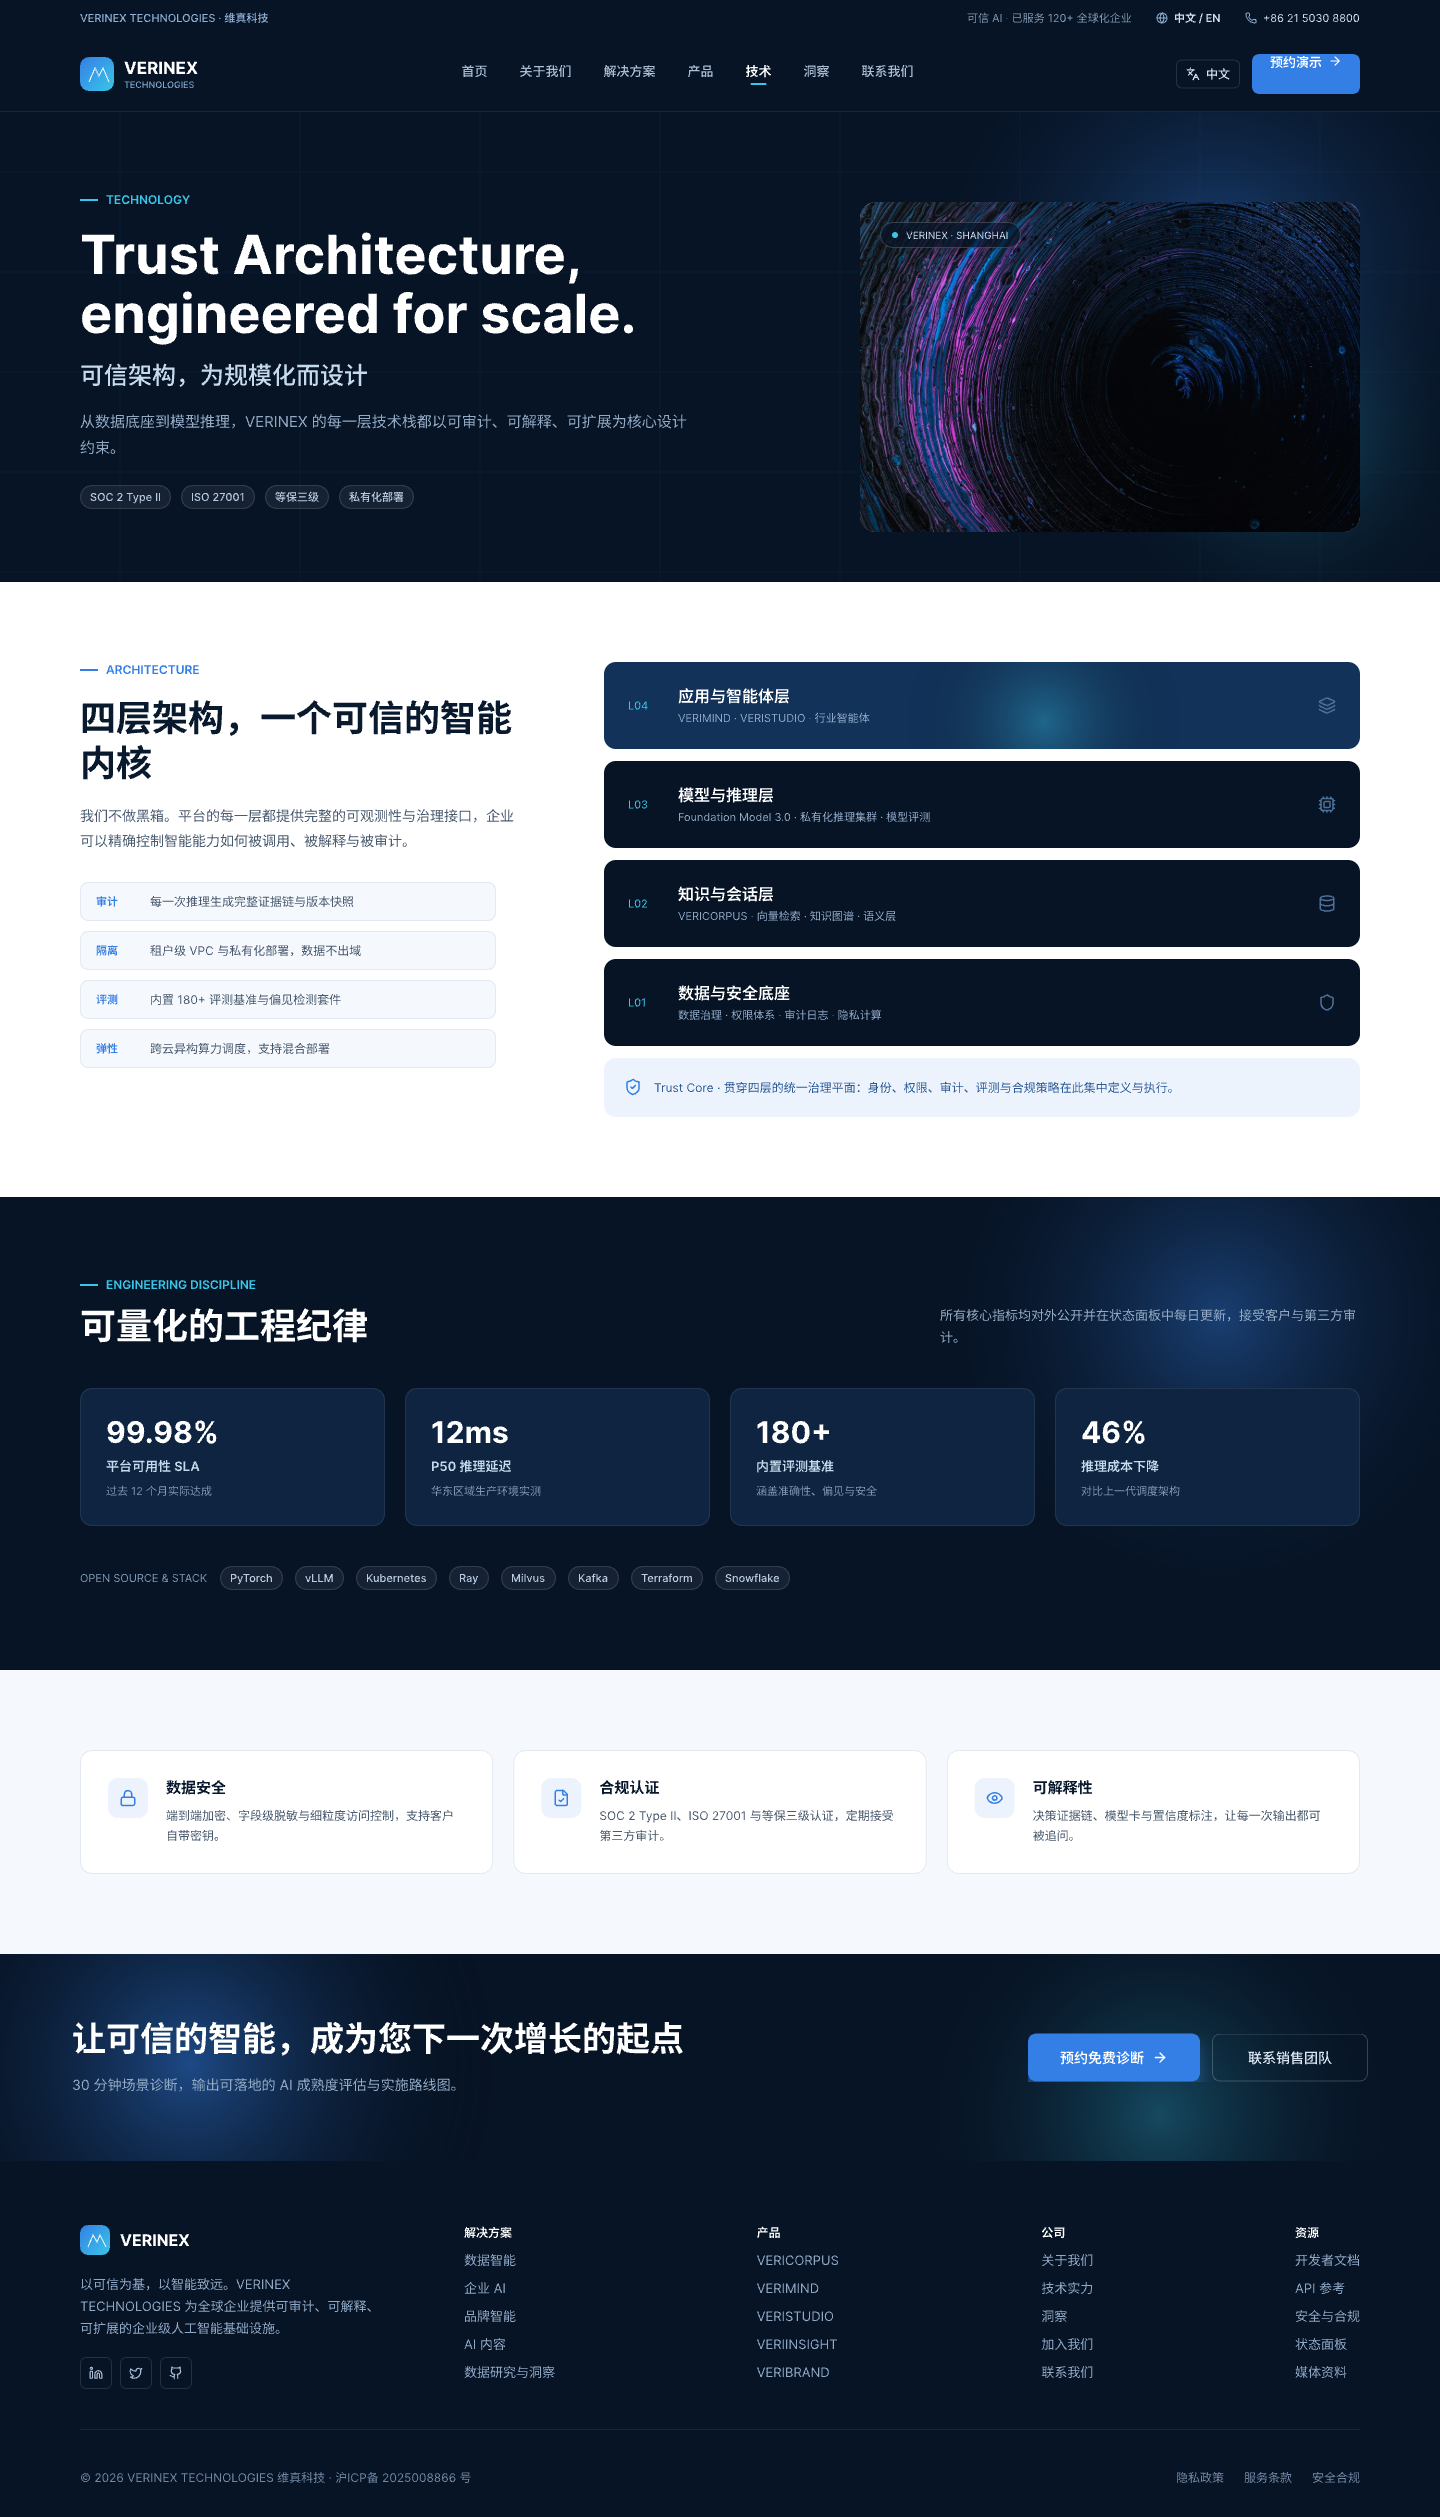 VERINEX TECHNOLOGIES · 维真科技
可信 AI · 已服务 120+ 全球化企业
中文 / EN
+86 21 5030 8800
VERINEX
TECHNOLOGIES
首页
关于我们
解决方案
产品
技术
洞察
联系我们
中文
预约演示
TECHNOLOGY
Trust Architecture,
engineered for scale.
可信架构，为规模化而设计
从数据底座到模型推理，VERINEX 的每一层技术栈都以可审计、可解释、可扩展为核心设计
约束。
SOC 2 Type II
ISO 27001
等保三级
私有化部署
VERINEX · SHANGHAI
ARCHITECTURE
四层架构，一个可信的智能
内核
我们不做黑箱。平台的每一层都提供完整的可观测性与治理接口，企业
可以精确控制智能能力如何被调用、被解释与被审计。
审计
每一次推理生成完整证据链与版本快照
隔离
租户级 VPC 与私有化部署，数据不出域
评测
内置 180+ 评测基准与偏见检测套件
弹性
跨云异构算力调度，支持混合部署
L04
应用与智能体层
VERIMIND · VERISTUDIO · 行业智能体
L03
模型与推理层
Foundation Model 3.0 · 私有化推理集群 · 模型评测
L02
知识与会话层
VERICORPUS · 向量检索 · 知识图谱 · 语义层
L01
数据与安全底座
数据治理 · 权限体系 · 审计日志 · 隐私计算
Trust Core · 贯穿四层的统一治理平面：身份、权限、审计、评测与合规策略在此集中定义与执行。
ENGINEERING DISCIPLINE
可量化的工程纪律
所有核心指标均对外公开并在状态面板中每日更新，接受客户与第三方审
计。
99.98%
平台可用性 SLA
过去 12 个月实际达成
12ms
P50 推理延迟
华东区域生产环境实测
180+
内置评测基准
涵盖准确性、偏见与安全
46%
推理成本下降
对比上一代调度架构
OPEN SOURCE & STACK
PyTorch
vLLM
Kubernetes
Ray
Milvus
Kafka
Terraform
Snowflake
数据安全
端到端加密、字段级脱敏与细粒度访问控制，支持客户
自带密钥。
合规认证
SOC 2 Type II、ISO 27001 与等保三级认证，定期接受
第三方审计。
可解释性
决策证据链、模型卡与置信度标注，让每一次输出都可
被追问。
让可信的智能，成为您下一次增长的起点
30 分钟场景诊断，输出可落地的 AI 成熟度评估与实施路线图。
预约免费诊断
联系销售团队
VERINEX
以可信为基，以智能致远。VERINEX
TECHNOLOGIES 为全球企业提供可审计、可解释、
可扩展的企业级人工智能基础设施。
解决方案
数据智能
企业 AI
品牌智能
AI 内容
数据研究与洞察
产品
VERICORPUS
VERIMIND
VERISTUDIO
VERIINSIGHT
VERIBRAND
公司
关于我们
技术实力
洞察
加入我们
联系我们
资源
开发者文档
API 参考
安全与合规
状态面板
媒体资料
© 2026 VERINEX TECHNOLOGIES 维真科技 · 沪ICP备 2025008866 号
隐私政策
服务条款
安全合规